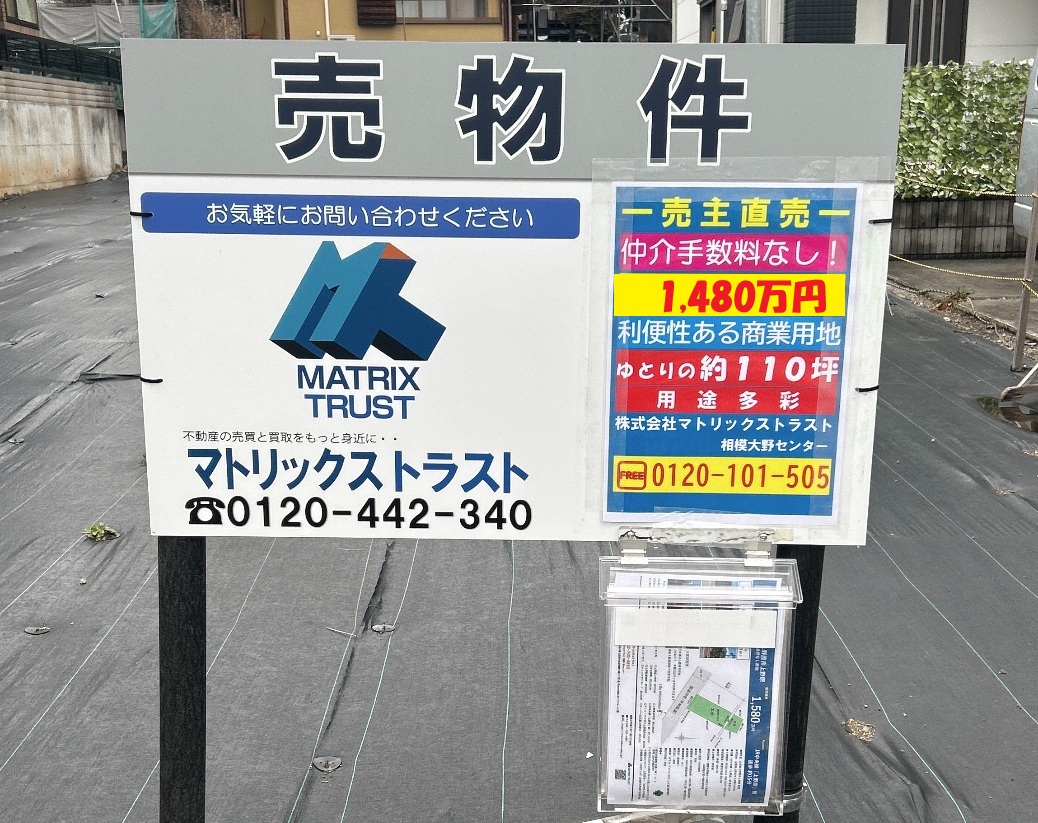 売物件
お気軽にお問い合わせください
MATRIX
TRUST
不動産の売買と買取をもっと身近に・・
マトリックストラスト
☎0120-442-340
ー売主直売ー
仲介手数料なし！
1,480万円
利便性ある商業用地
ゆとりの約110坪
用途多彩
株式会社マトリックストラスト
相模大野センター
FREE 0120-101-505
1,580